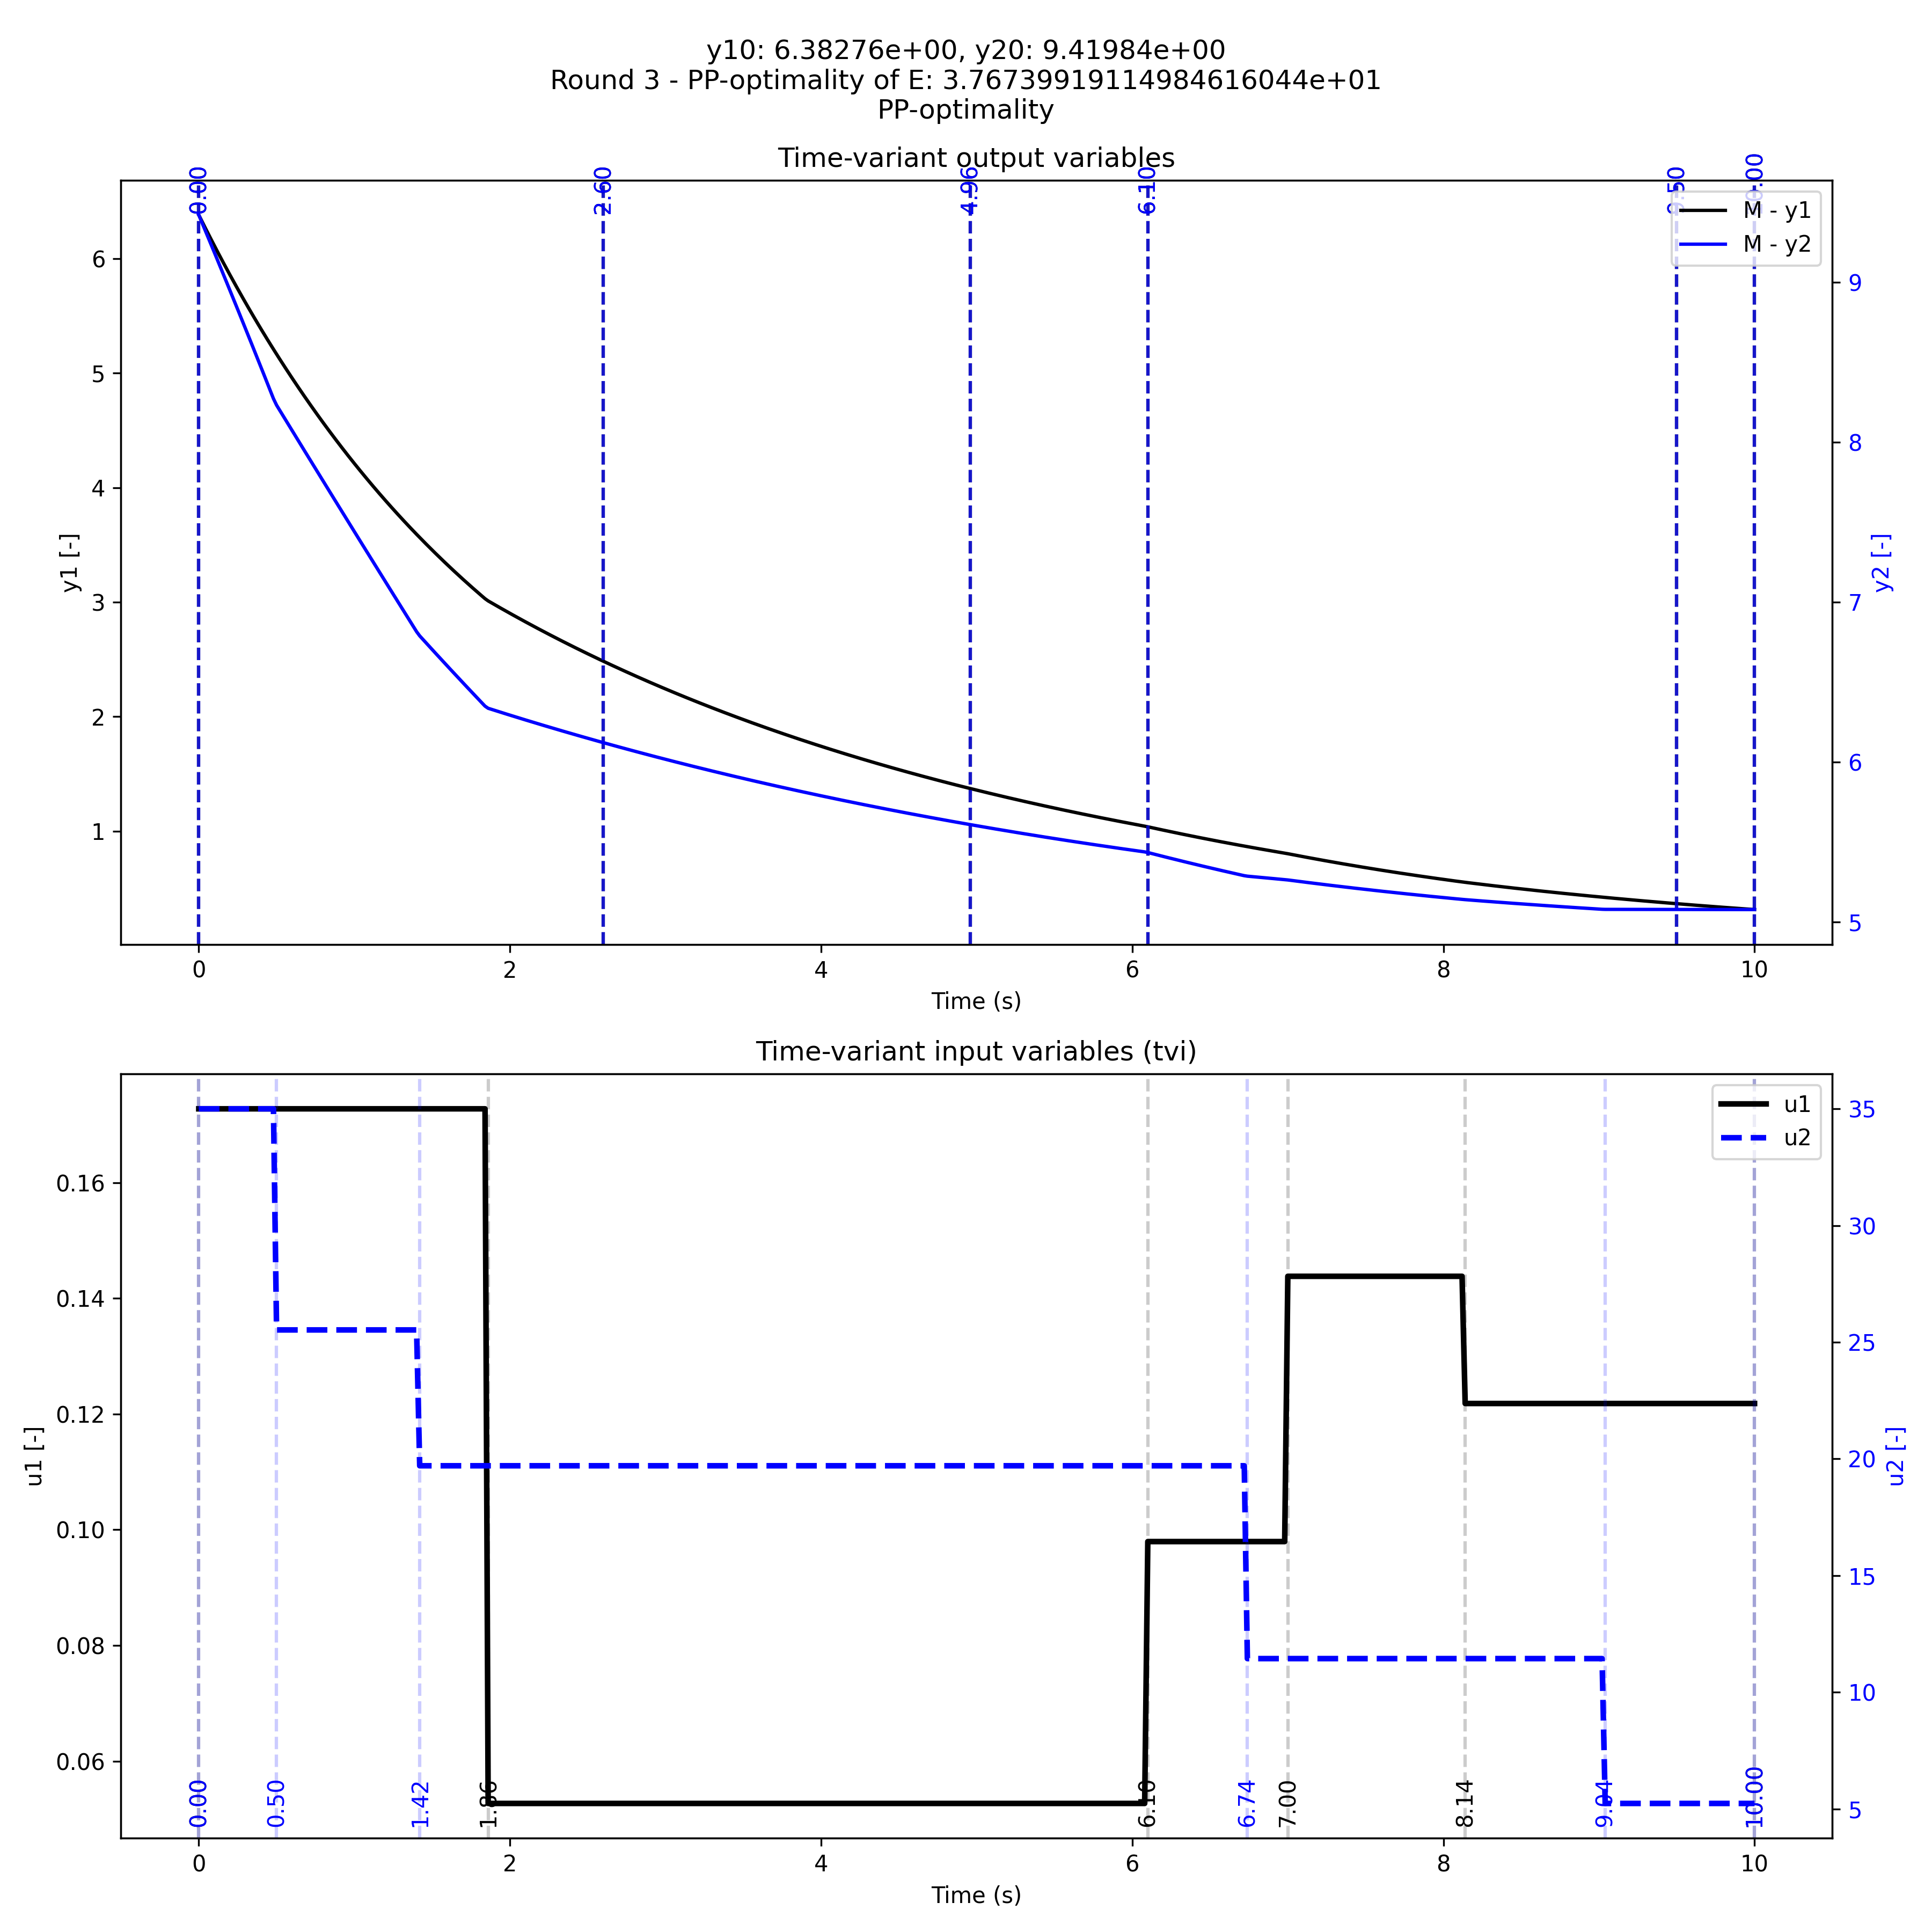 y10: 6.38276e+00, y20: 9.41984e+00
Round 3 - PP-optimality of E: 3.76739919114984616044e+01
PP-optimality
Time-variant output variables
0.00
2.60
4.96
6.10
9.50
10.00
M - y1
M - y2
6
5
4
3
2
1
y1 [-]
9
8
7
6
5
y2 [-]
0 2 4 6 8 10
Time (s)
Time-variant input variables (tvi)
u1
u2
0.16
0.14
0.12
0.10
0.08
0.06
u1 [-]
35
30
25
20
15
10
5
u2 [-]
0.00
0.50
1.42
1.86
6.10
6.74
7.00
8.14
9.04
10.00
0 2 4 6 8 10
Time (s)